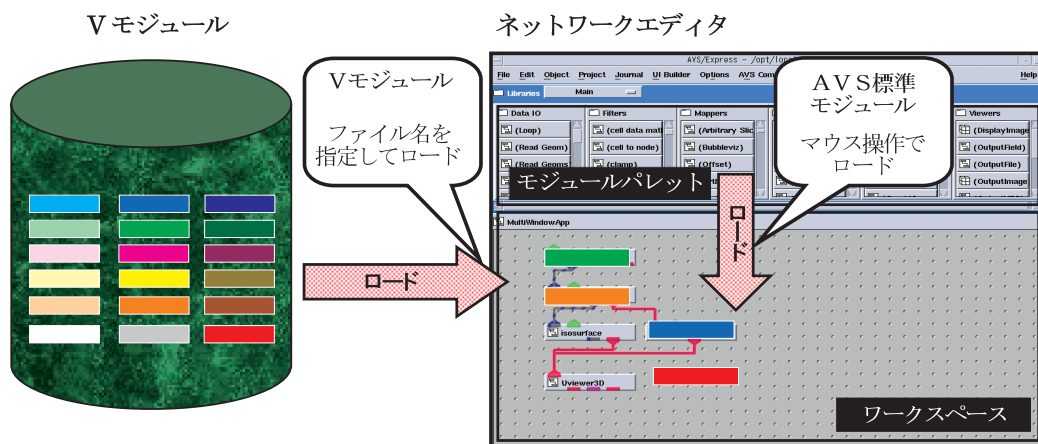 Vモジュール
ネットワークエディタ
Vモジュール
ファイル名を
指定してロード
AVS/Express - /opt/loc
File Edit Object Project Journal UI Builder Options AVS Com
Help
Libraries Main
AVS標準
モジュール
マウス操作で
ロード
Data IO
Filters
Mappers
Viewers
(Loop)
(cell data mat
(Arbitrary Slic
(DisplayImage
(Read Geom)
(cell to node)
(Bubbleviz)
(OutputField)
(Read Geoms
(clamp)
(Offset)
(OutputFile)
(OutputImage
モジュールパレット
ロード
MultiWindowApp
ロード
isosurface
Uviewer3D
ワークスペース